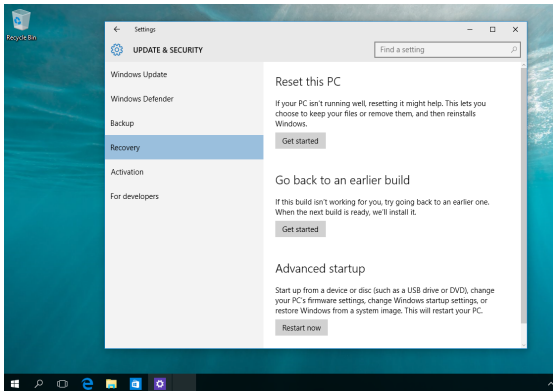 Recycle Bin
Settings
UPDATE & SECURITY
Find a setting
Windows Update
Windows Defender
Backup
Recovery
Activation
For developers
Reset this PC
If your PC isn't running well, resetting it might help. This lets you
choose to keep your files or remove them, and then reinstalls
Windows.
Get started
Go back to an earlier build
If this build isn't working for you, try going back to an earlier one.
When the next build is ready, we'll install it.
Get started
Advanced startup
Start up from a device or disc (such as a USB drive or DVD), change
your PC's firmware settings, change Windows startup settings, or
restore Windows from a system image. This will restart your PC.
Restart now